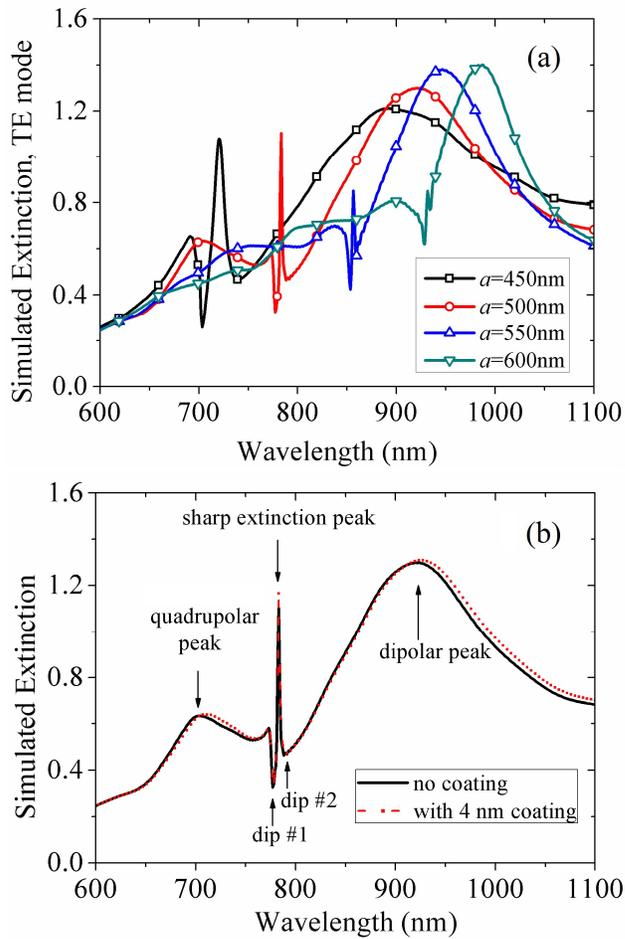 1.6
1.2
0.8
0.4
0.0
Simulated Extinction, TE mode
(a)
a=450nm
a=500nm
a=550nm
a=600nm
600 700 800 900 1000 1100
Wavelength (nm)
1.6
1.2
0.8
0.4
0.0
Simulated Extinction
(b)
sharp extinction peak
quadrupolar
peak
dipolar peak
dip #2
dip #1
no coating
with 4 nm coating
600 700 800 900 1000 1100
Wavelength (nm)